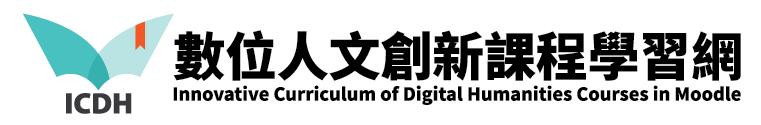 數位人文創新課程學習網
Innovative Curriculum of Digital Humanities Courses in Moodle
ICDH